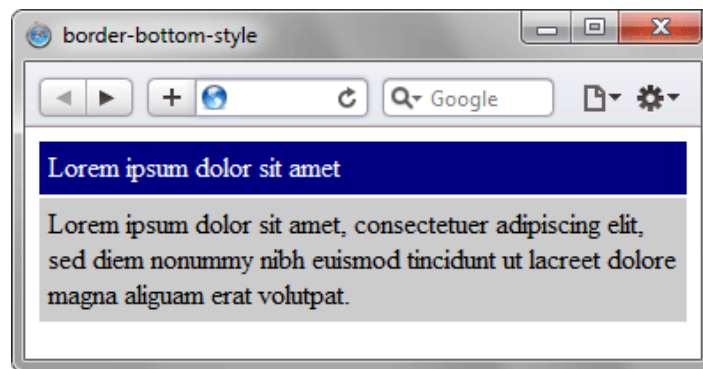 border-bottom-style
Google
Lorem ipsum dolor sit amet
Lorem ipsum dolor sit amet, consectetuer adipiscing elit,
sed diem nonummy nibh euismod tincidunt ut lacreet dolore
magna aliguam erat volutpat.